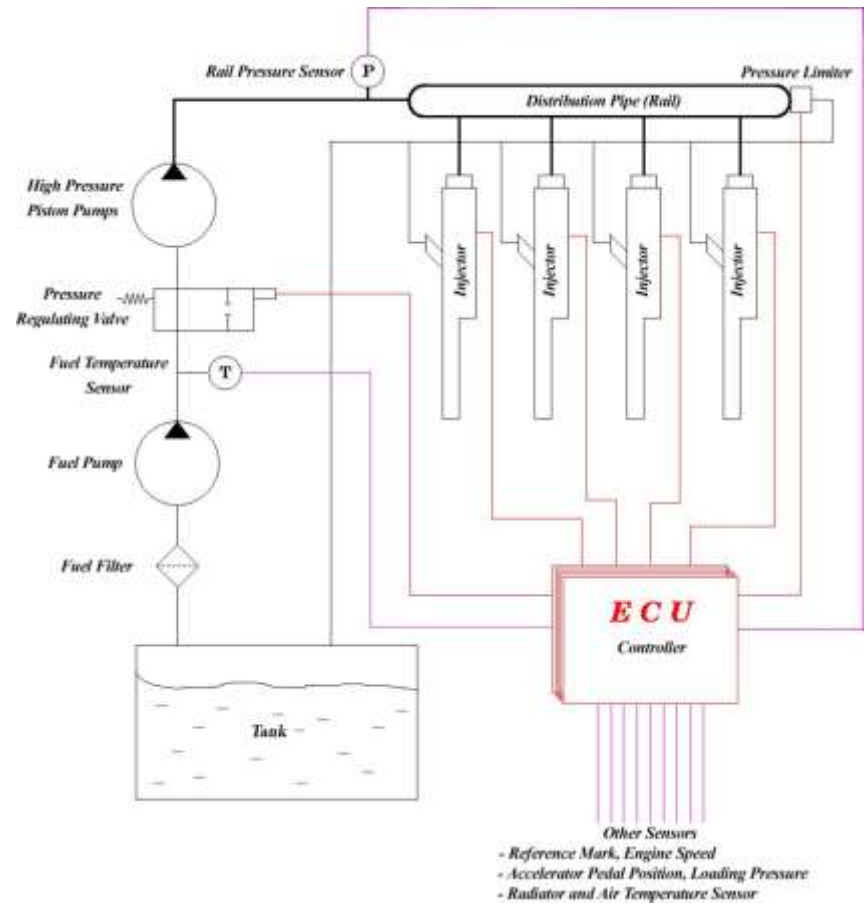 Rail Pressure Sensor
P
Pressure Limiter
Distribution Pipe (Rail)
High Pressure
Piston Pumps
Injector
Injector
Injector
Injector
Pressure
Regulating Valve
Fuel Temperature
Sensor
T
Fuel Pump
Fuel Filter
E C U
Controller
Tank
Other Sensors
- Reference Mark, Engine Speed
- Accelerator Pedal Position, Loading Pressure
- Radiator and Air Temperature Sensor